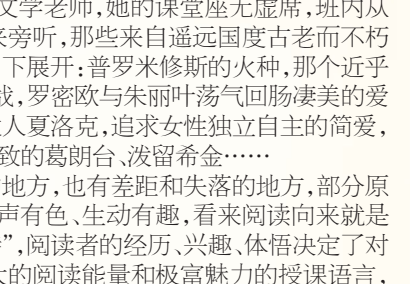 文学老师,她的课堂座无虚席,班内从
来旁听,那些来自遥远国度古老而不朽
下展开:普罗米修斯的火种,那个近乎
哉,罗密欧与朱丽叶荡气回肠凄美的爱
人夏洛克,追求女性独立自主的简爱,
致的葛朗台、泼留希金……
地方,也有差距和失落的地方,部分原
声有色、生动有趣,看来阅读向来就是
”,阅读者的经历、兴趣、体悟决定了对
大的阅读能量和极富魅力的授课语言,